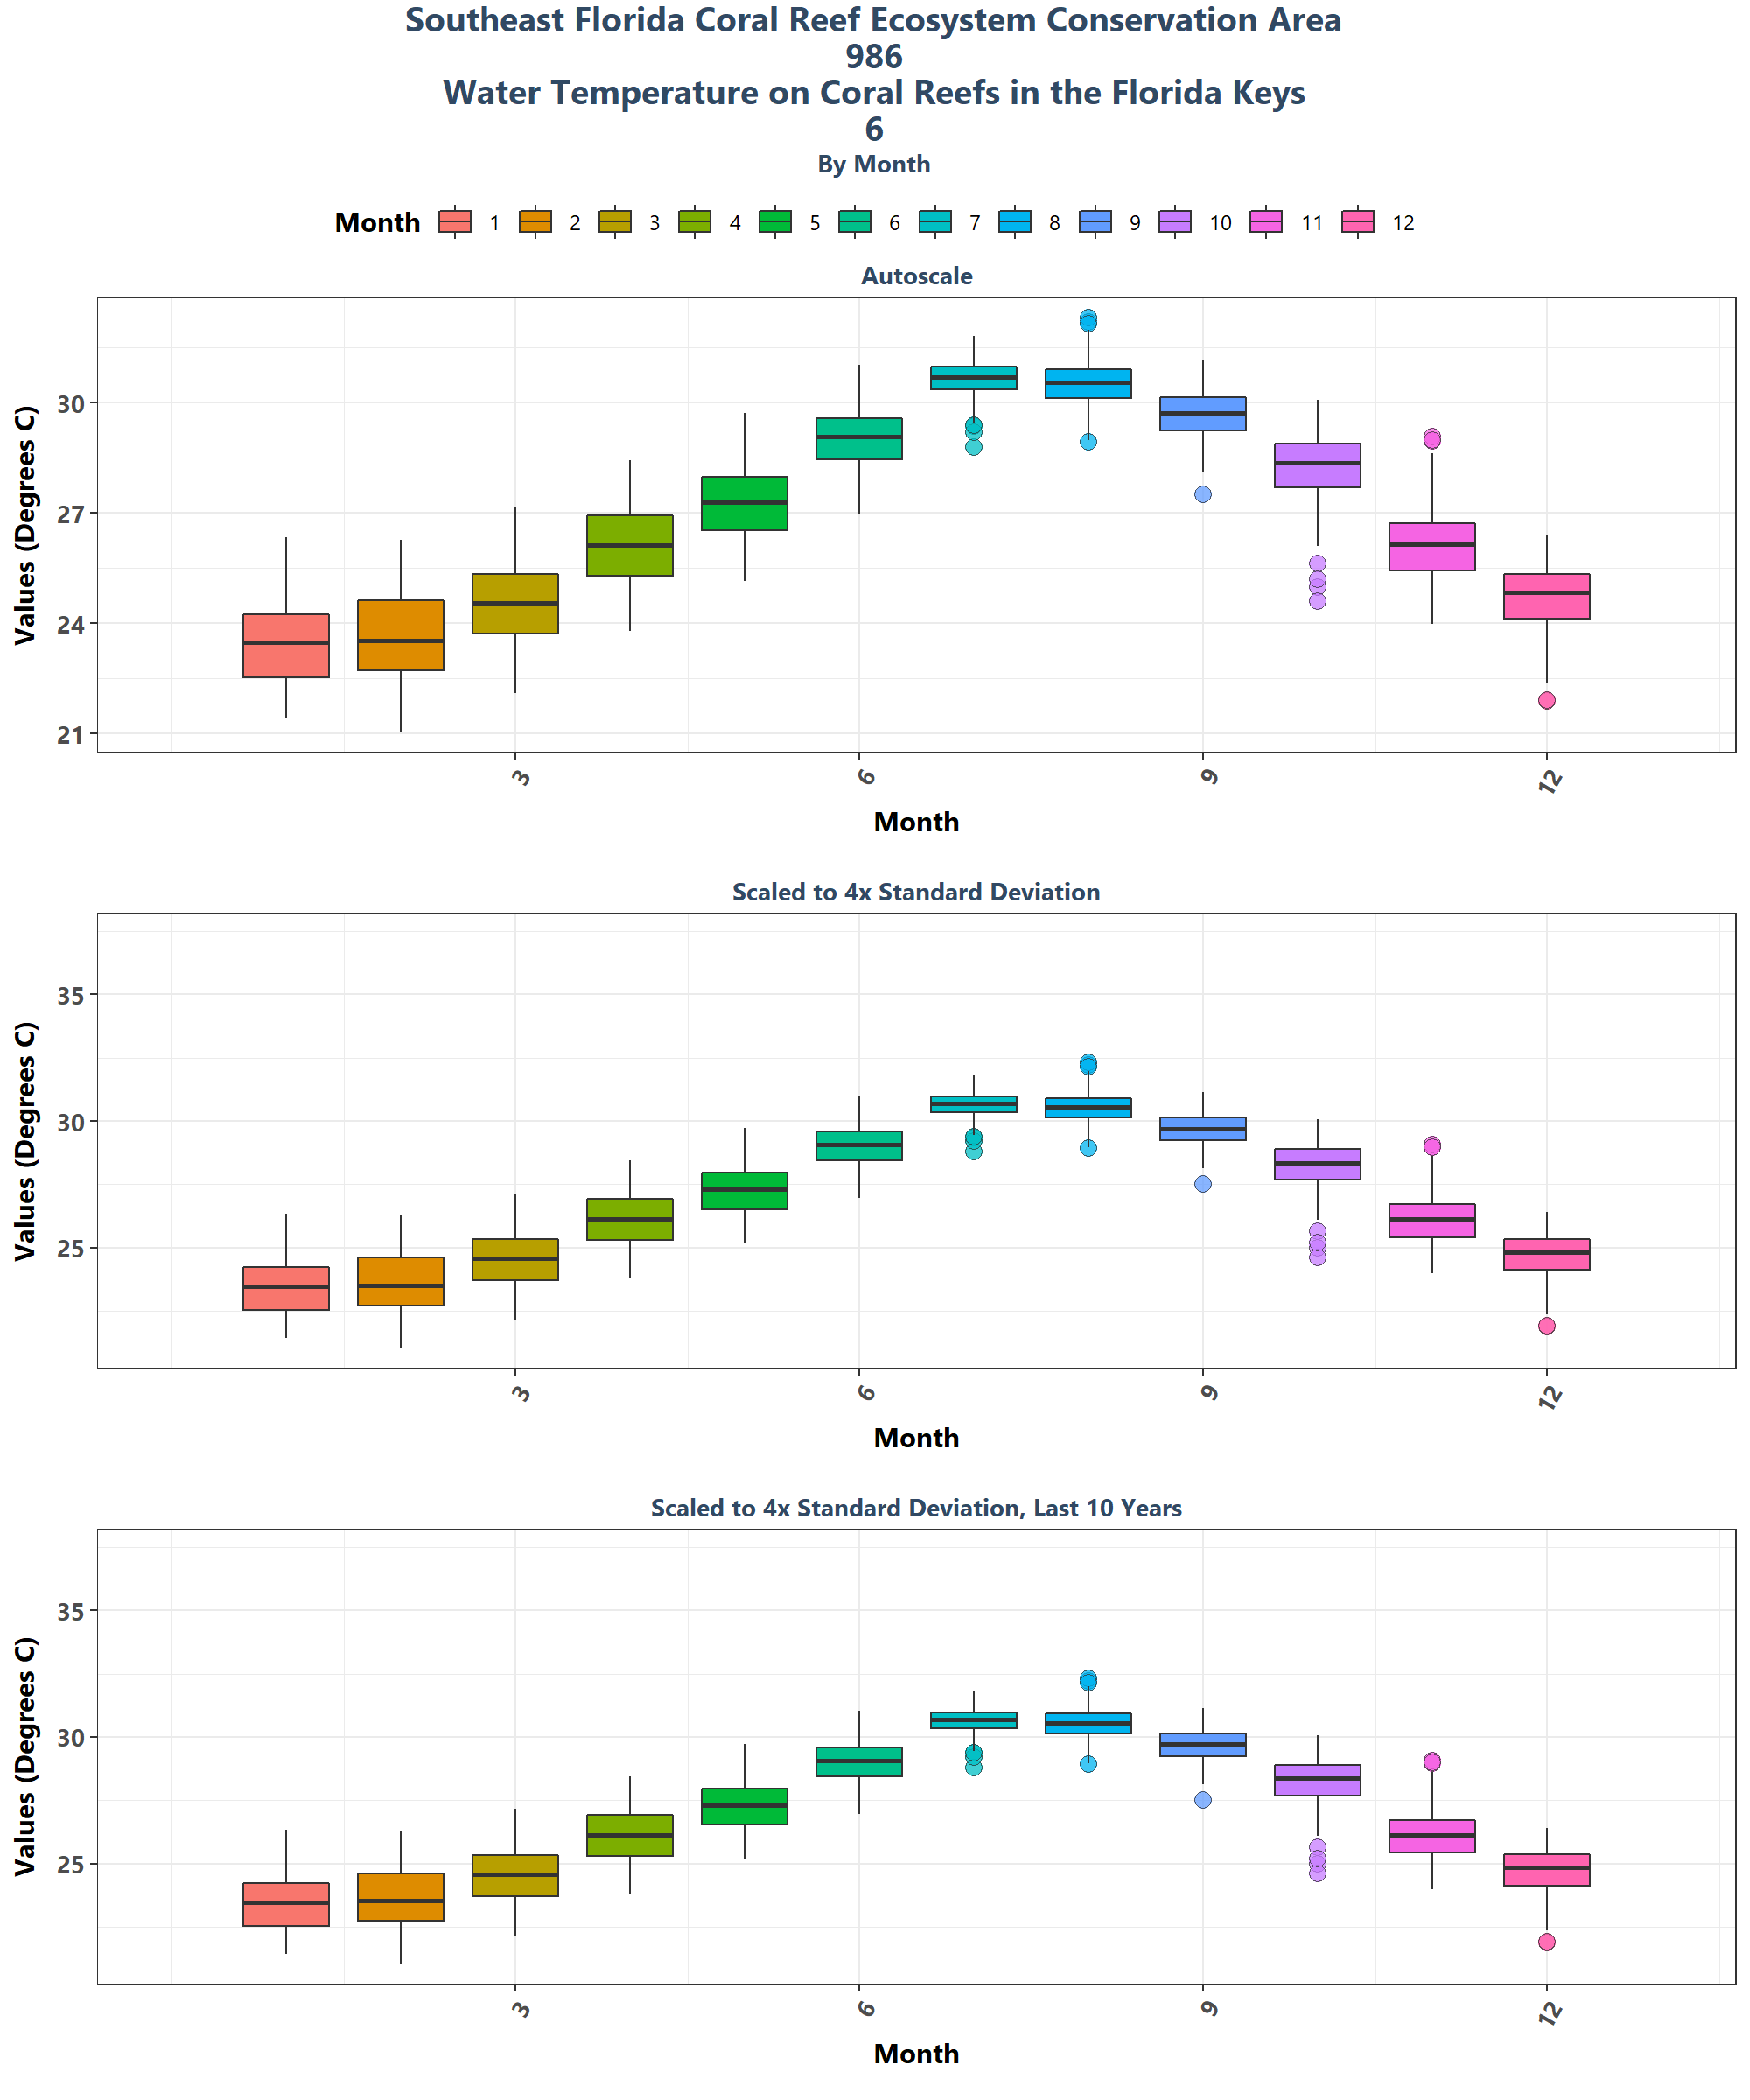 Southeast Florida Coral Reef Ecosystem Conservation Area
986
Water Temperature on Coral Reefs in the Florida Keys
6
By Month
Month 1 2 3 4 5 6 7 8 9 10 11 12
Autoscale
Values (Degrees C)
30
27
24
21
3 6 9 12
Month
Scaled to 4x Standard Deviation
Values (Degrees C)
35
30
25
3 6 9 12
Month
Scaled to 4x Standard Deviation, Last 10 Years
Values (Degrees C)
35
30
25
3 6 9 12
Month